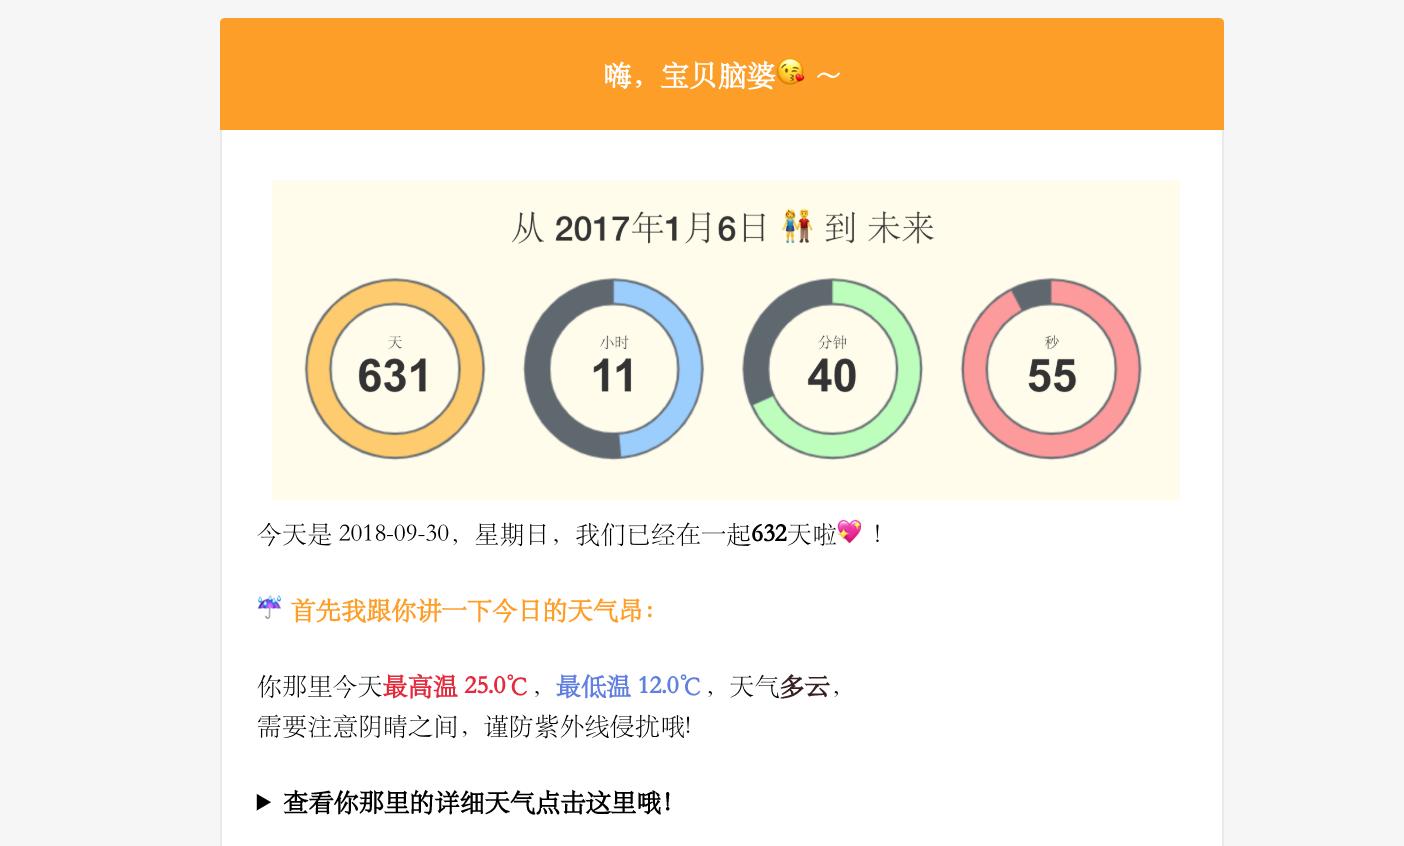 嗨，宝贝脑婆😘 ～
从 2017年1月6日 👫 到 未来
天 小时 分钟 秒
631 11 40 55
今天是 2018-09-30，星期日，我们已经在一起632天啦💖 ！
☔ 首先我跟你讲一下今日的天气昂：
你那里今天最高温 25.0℃，最低温 12.0℃，天气多云，
需要注意阴晴之间，谨防紫外线侵扰哦!
▶ 查看你那里的详细天气点击这里哦!